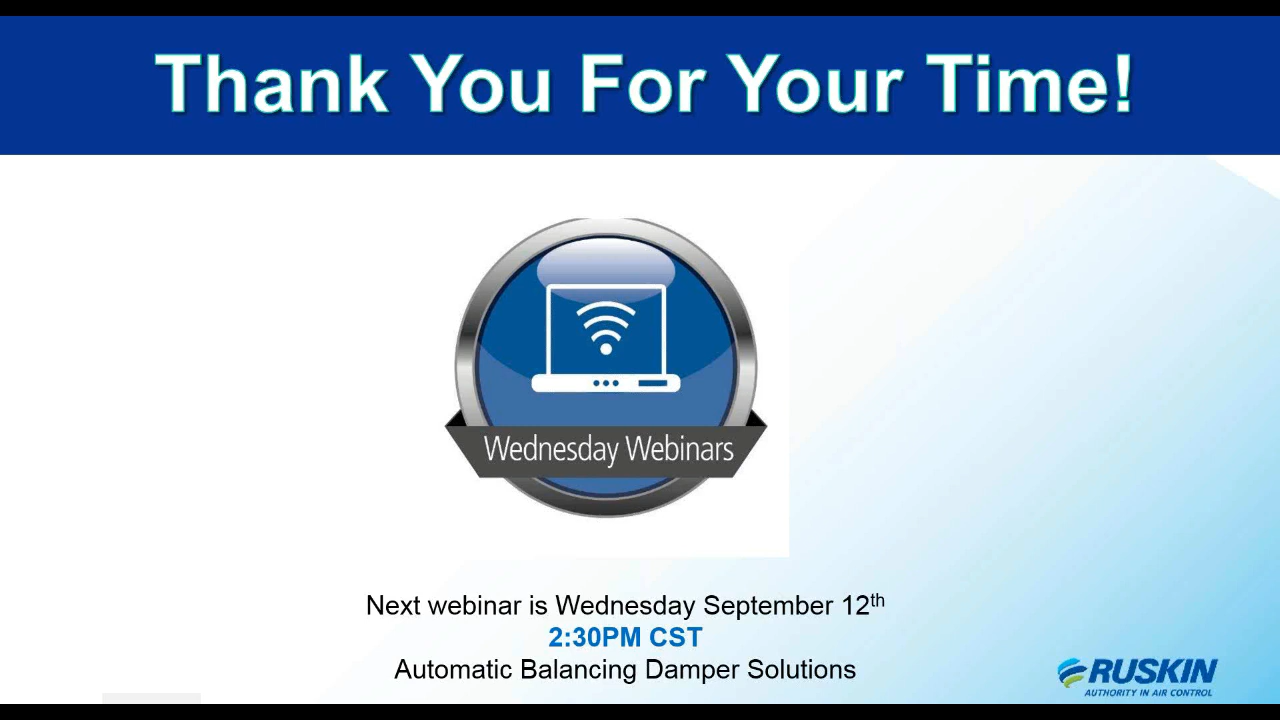 Thank You For Your Time!
Wednesday Webinars
Next webinar is Wednesday September 12th
2:30PM CST
Automatic Balancing Damper Solutions
RUSKIN
AUTHORITY IN AIR CONTROL